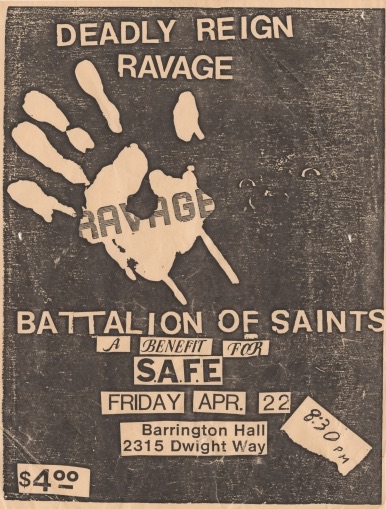 DEADLY REIGN
RAVAGE
RAVAGE
BATTALION OF SAINTS
A BENEFIT FOR
S.A.F.E
FRIDAY APR. 22
8:30 PM
Barrington Hall
2315 Dwight Way
$4.00